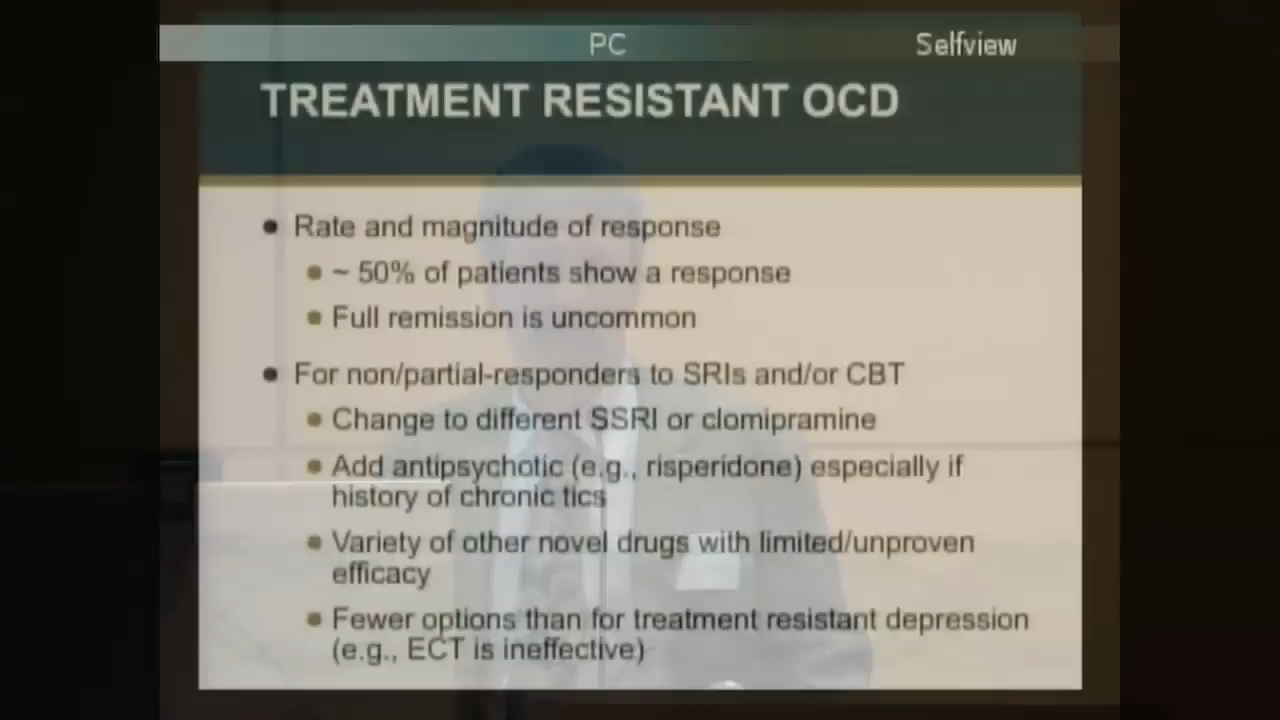 PC Selfview
TREATMENT RESISTANT OCD
• Rate and magnitude of response
• ~ 50% of patients show a response
• Full remission is uncommon
• For non/partial-responders to SRIs and/or CBT
• Change to different SSRI or clomipramine
• Add antipsychotic (e.g., risperidone) especially if
history of chronic tics
• Variety of other novel drugs with limited/unproven
efficacy
• Fewer options than for treatment resistant depression
(e.g., ECT is ineffective)